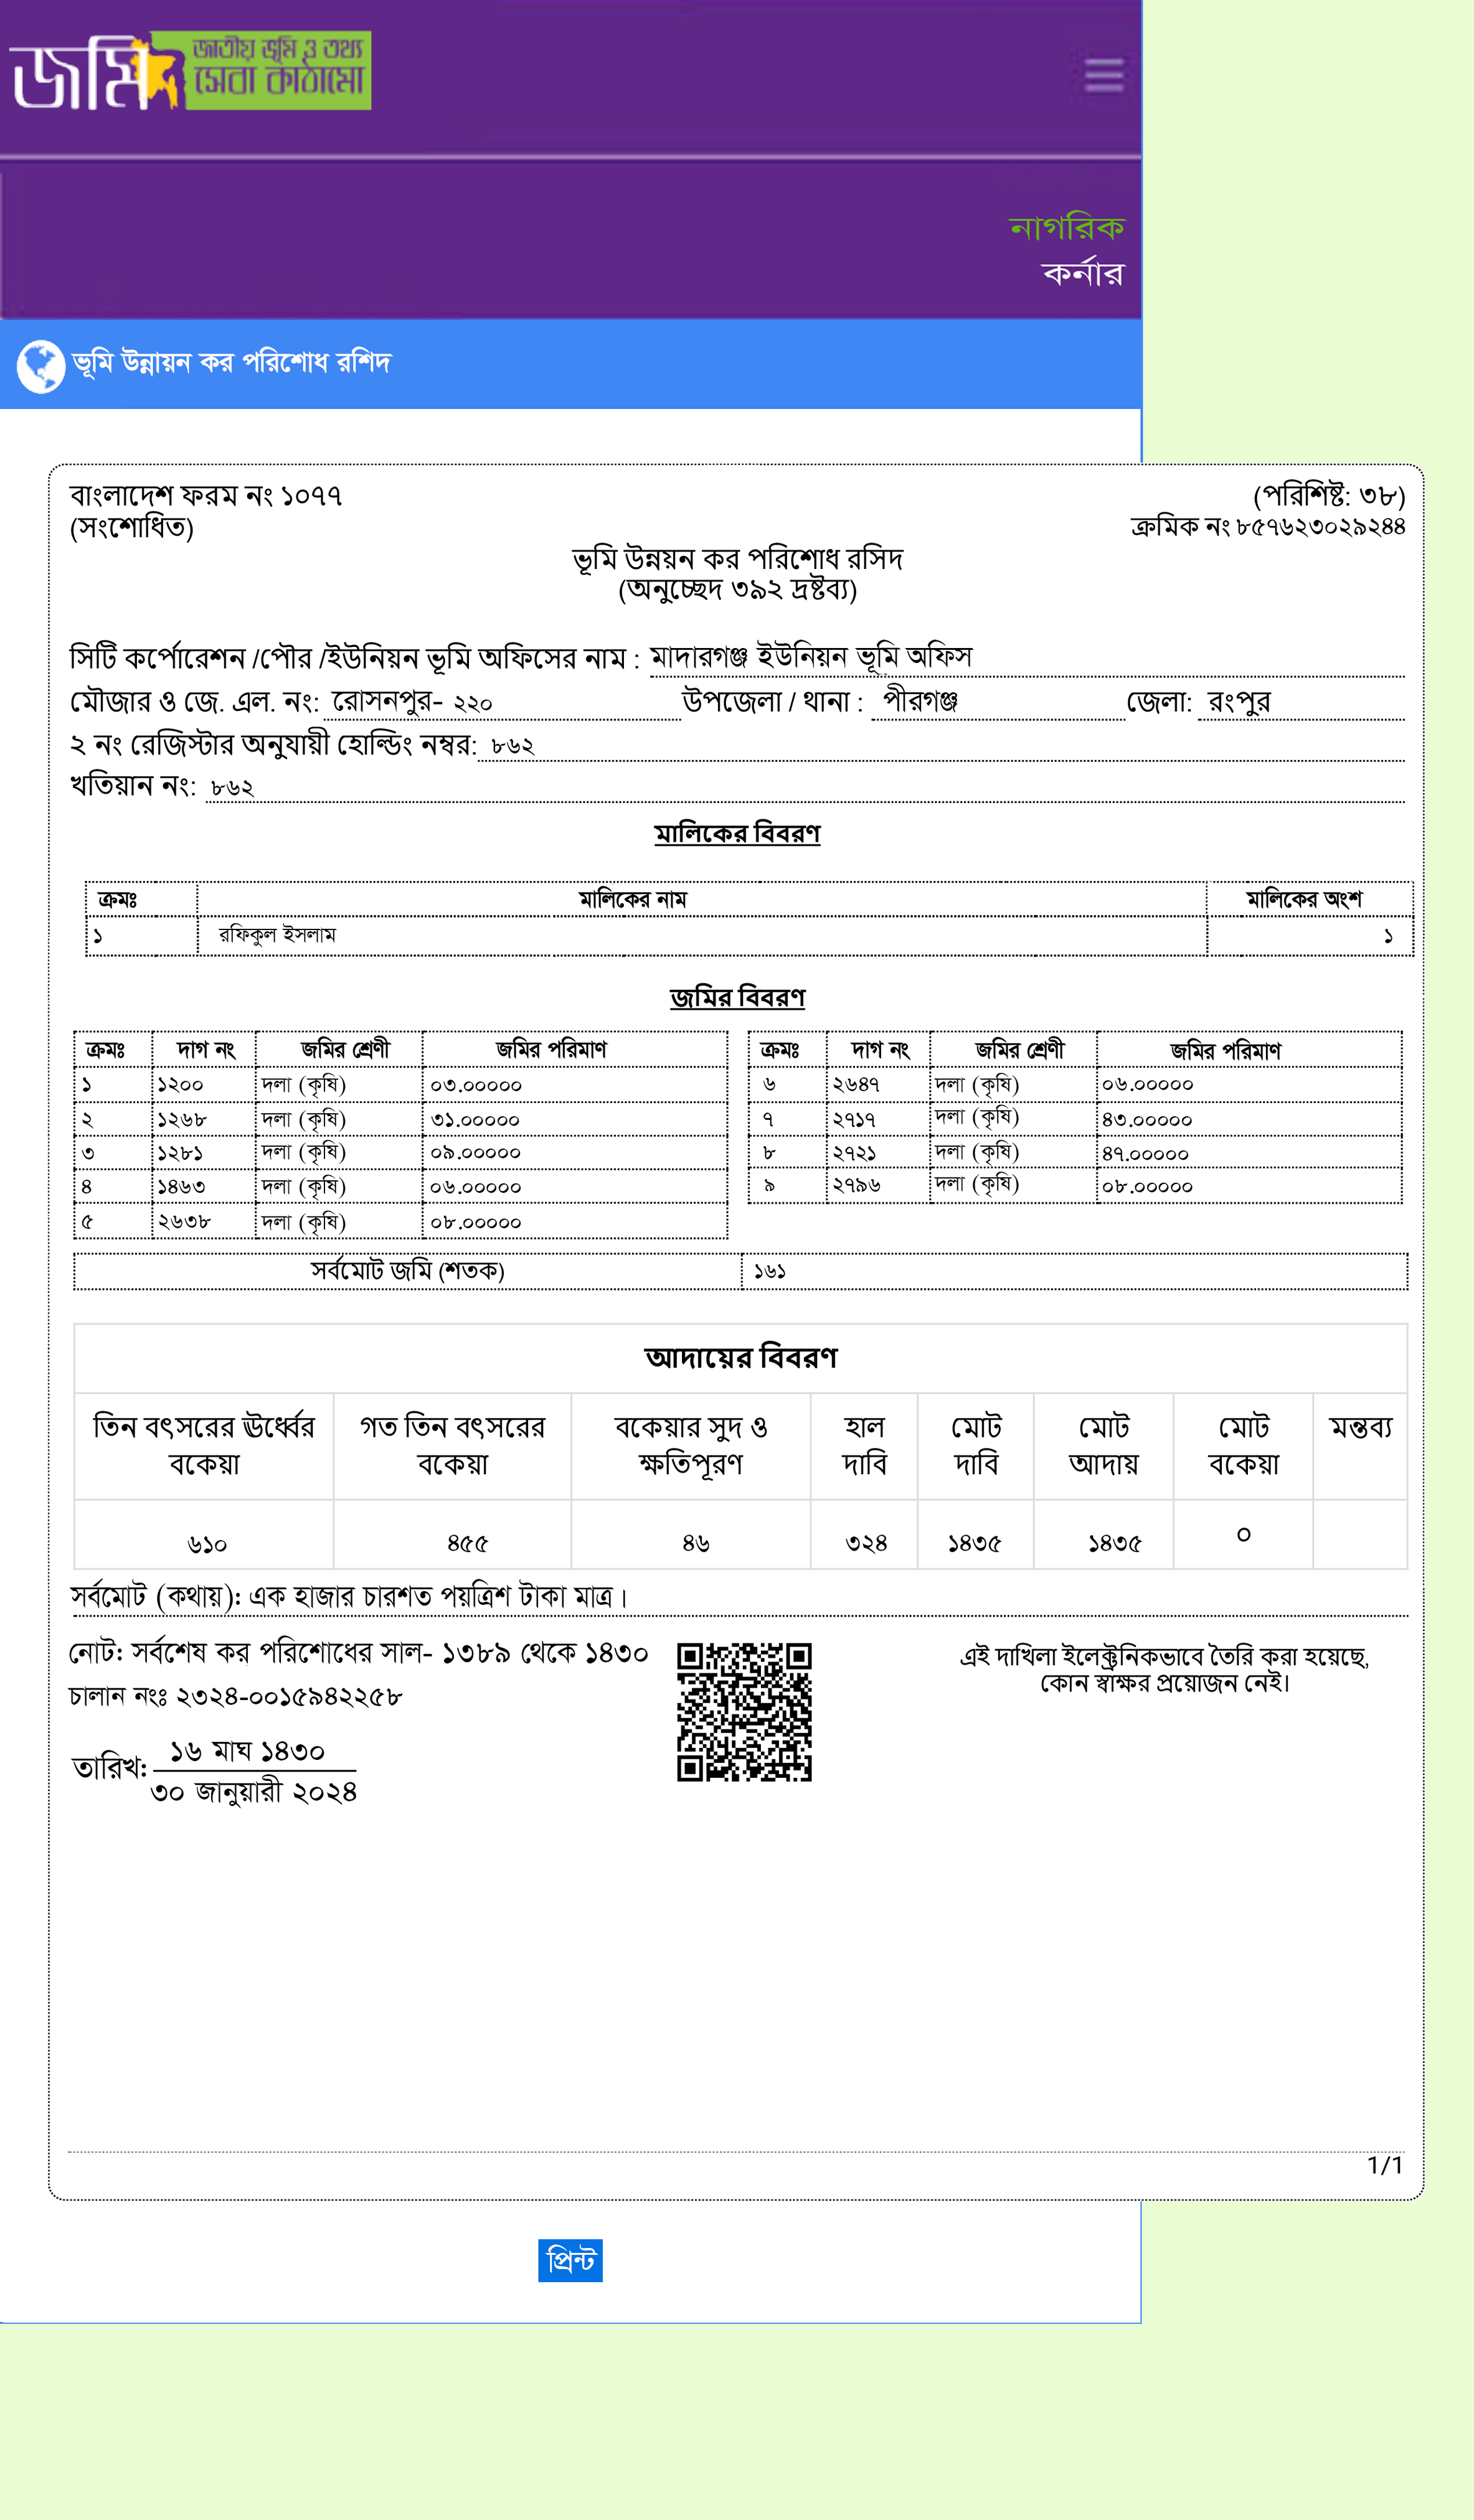 জমি জাতীয় ভূমি ও তথ্য
সেবা কাঠামো
নাগরিক
কর্নার
ভূমি উন্নায়ন কর পরিশোধ রশিদ
বাংলাদেশ ফরম নং ১০৭৭ (পরিশিষ্ট: ৩৮)
(সংশোধিত) ক্রমিক নং ৮৫৭৬২৩০২৯২৪৪
ভূমি উন্নয়ন কর পরিশোধ রসিদ
(অনুচ্ছেদ ৩৯২ দ্রষ্টব্য)
সিটি কর্পোরেশন /পৌর /ইউনিয়ন ভূমি অফিসের নাম : মাদারগঞ্জ ইউনিয়ন ভূমি অফিস
মৌজার ও জে. এল. নং: রোসনপুর- ২২০ উপজেলা / থানা : পীরগঞ্জ জেলা: রংপুর
২ নং রেজিস্টার অনুযায়ী হোল্ডিং নম্বর: ৮৬২
খতিয়ান নং: ৮৬২
মালিকের বিবরণ
ক্রমঃ মালিকের নাম মালিকের অংশ
১ রফিকুল ইসলাম ১
জমির বিবরণ
ক্রমঃ দাগ নং জমির শ্রেণী জমির পরিমাণ ক্রমঃ দাগ নং জমির শ্রেণী জমির পরিমাণ
১ ১২০০ দলা (কৃষি) ০৩.০০০০০ ৬ ২৬৪৭ দলা (কৃষি) ০৬.০০০০০
২ ১২৬৮ দলা (কৃষি) ৩১.০০০০০ ৭ ২৭১৭ দলা (কৃষি) ৪৩.০০০০০
৩ ১২৮১ দলা (কৃষি) ০৯.০০০০০ ৮ ২৭২১ দলা (কৃষি) ৪৭.০০০০০
৪ ১৪৬৩ দলা (কৃষি) ০৬.০০০০০ ৯ ২৭৯৬ দলা (কৃষি) ০৮.০০০০০
৫ ২৬৩৮ দলা (কৃষি) ০৮.০০০০০
সর্বমোট জমি (শতক) ১৬১
আদায়ের বিবরণ
তিন বৎসরের ঊর্ধ্বের গত তিন বৎসরের বকেয়ার সুদ ও হাল মোট মোট মোট মন্তব্য
বকেয়া বকেয়া ক্ষতিপূরণ দাবি দাবি আদায় বকেয়া
৬১০ ৪৫৫ ৪৬ ৩২৪ ১৪৩৫ ১৪৩৫ ০
সর্বমোট (কথায়): এক হাজার চারশত পয়ত্রিশ টাকা মাত্র।
নোট: সর্বশেষ কর পরিশোধের সাল- ১৩৮৯ থেকে ১৪৩০
চালান নংঃ ২৩২৪-০০১৫৯৪২২৫৮
এই দাখিলা ইলেক্ট্রনিকভাবে তৈরি করা হয়েছে,
কোন স্বাক্ষর প্রয়োজন নেই।
১৬ মাঘ ১৪৩০
তারিখ:
৩০ জানুয়ারী ২০২৪
1/1
প্রিন্ট